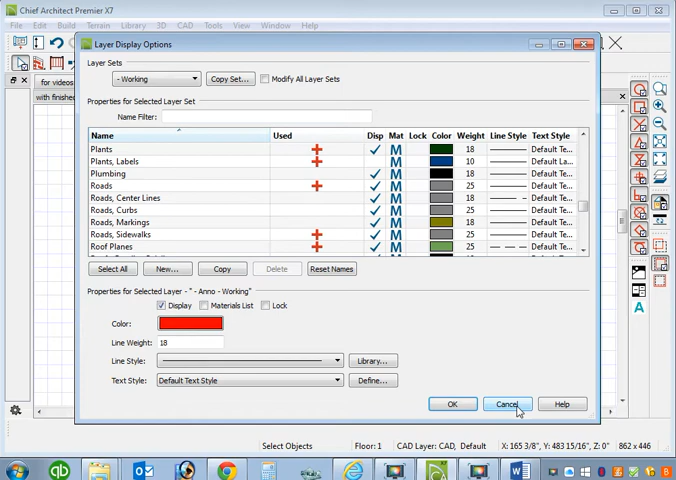 Chief Architect Premier X7
File Edit Build Terrain Library 3D CAD Tools Window Help
Layer Display Options
Layer Sets
- Working Copy Set... Modify All Layer Sets
for videos
with finished
Properties for Selected Layer Set
Name Filter:
Name Used Disp Mat Lock Color Weight Line Style Text Style
Plants M 18 Default Te...
Plants, Labels M 10 Default La...
Plumbing M 18 Default Te...
Roads M 25 Default Te...
Roads, Center Lines M 18 Default Te...
Roads, Curbs M 25 Default Te...
Roads, Markings M 18 Default Te...
Roads, Sidewalks M 25 Default Te...
Roof Planes M 25 Default Te...
Select All New... Copy Delete Reset Names
Properties for Selected Layer - " - Anno - Working"
Display Materials List Lock
Color:
Line Weight: 18
Line Style: Library...
Text Style: Default Text Style Define...
OK Cancel Help
Select Objects Floor: 1 CAD Layer: CAD, Default X: 165 3/8", Y: 483 15/16", Z: 0" 862 x 446